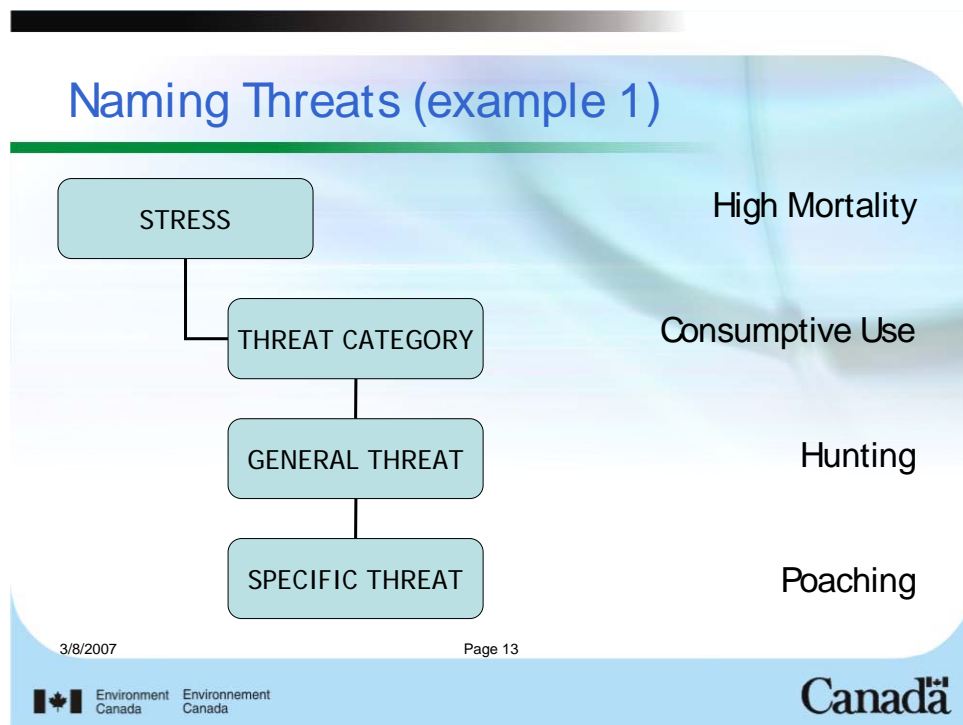 Naming Threats (example 1)
STRESS
High Mortality
THREAT CATEGORY
Consumptive Use
GENERAL THREAT
Hunting
SPECIFIC THREAT
Poaching
3/8/2007
Page 13
Environment Environnement
Canada Canada
Canada